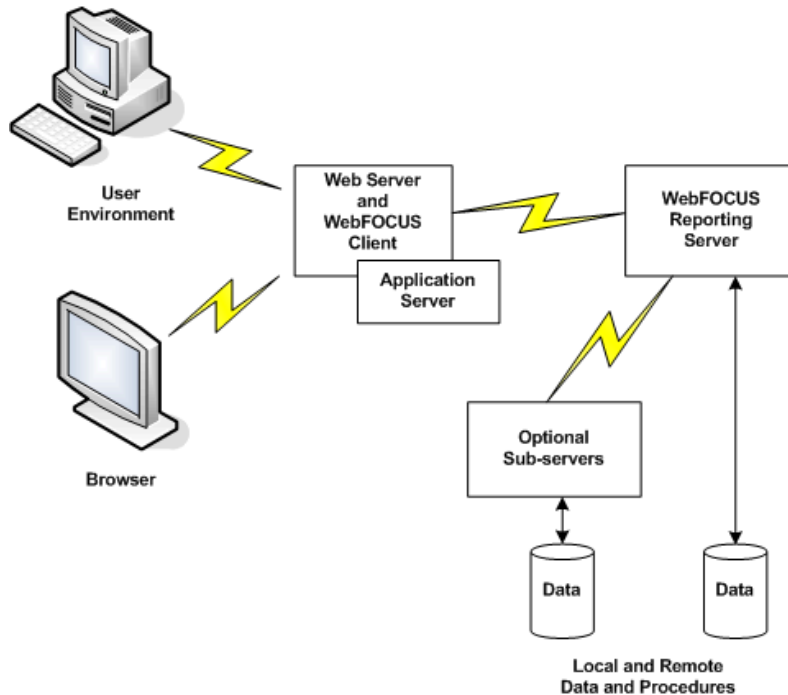 User
Environment
Web Server
and
WebFOCUS
Client
Application
Server
WebFOCUS
Reporting
Server
Browser
Optional
Sub-servers
Data
Data
Local and Remote
Data and Procedures